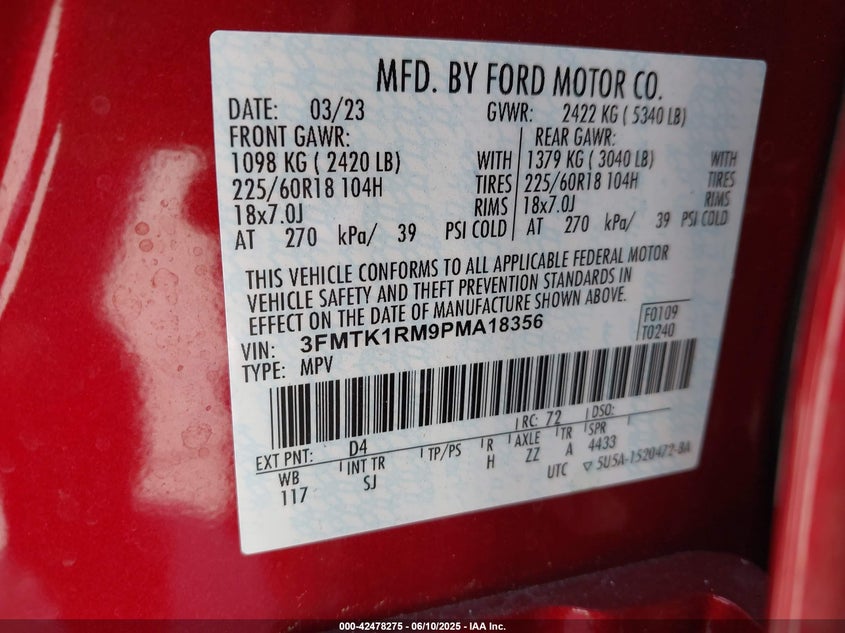 MFD. BY FORD MOTOR CO.
DATE: 03/23 GVWR: 2422 KG ( 5340 LB)
FRONT GAWR: REAR GAWR:
1098 KG ( 2420 LB) WITH 1379 KG ( 3040 LB) WITH
225/60R18 104H TIRES 225/60R18 104H TIRES
18x7.0J RIMS 18x7.0J RIMS
AT 270 kPa/ 39 PSI COLD AT 270 kPa/ 39 PSI COLD
THIS VEHICLE CONFORMS TO ALL APPLICABLE FEDERAL MOTOR
VEHICLE SAFETY AND THEFT PREVENTION STANDARDS IN
EFFECT ON THE DATE OF MANUFACTURE SHOWN ABOVE.
VIN: 3FMTK1RM9PMA18356 F0109
TYPE: MPV T0240
EXT PNT: D4 RC: 72 DSO:
WB INT TR TP/PS R AXLE TR SPR
117 SJ H ZZ A 4433
UTC 5U5A-1520472-BA
000-42478275 - 06/10/2025 - IAA Inc.